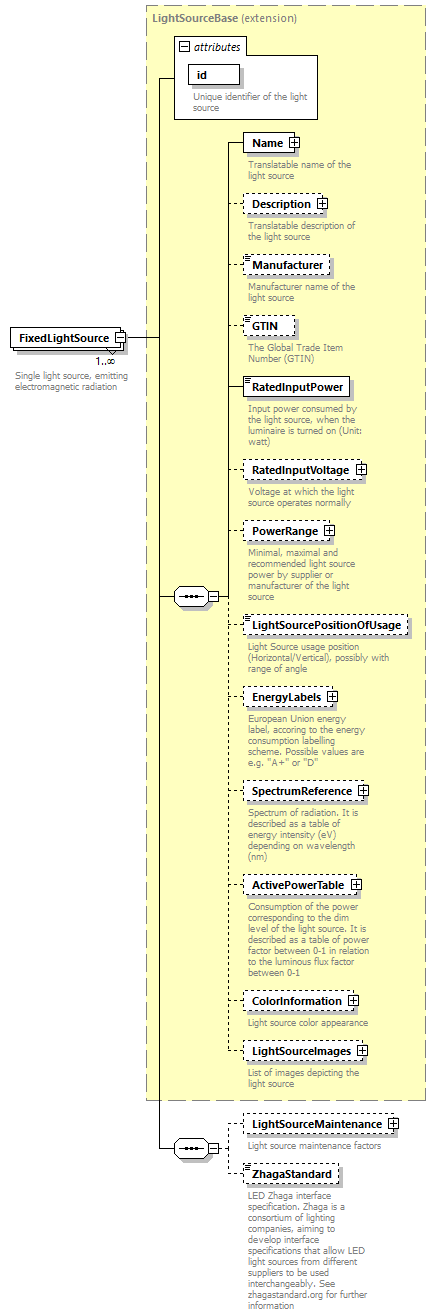 LightSourceBase (extension)
attributes
id
Unique identifier of the light
source
Name
Translatable name of the
light source
Description
Translatable description of
the light source
Manufacturer
Manufacturer name of the
light source
GTIN
The Global Trade Item
Number (GTIN)
FixedLightSource
1..∞
Single light source, emitting
electromagnetic radiation
RatedInputPower
Input power consumed by
the light source, when the
luminaire is turned on (Unit:
watt)
RatedInputVoltage
Voltage at which the light
source operates normally
PowerRange
Minimal, maximal and
recommended light source
power by supplier or
manufacturer of the light
source
LightSourcePositionOfUsage
Light Source usage position
(Horizontal/Vertical), possibly with
range of angle
EnergyLabels
European Union energy
label, accoring to the energy
consumption labelling
scheme. Possible values are
e.g. "A+" or "D"
SpectrumReference
Spectrum of radiation. It is
described as a table of
energy intensity (eV)
depending on wavelength
(nm)
ActivePowerTable
Consumption of the power
corresponding to the dim
level of the light source. It is
described as a table of power
factor between 0-1 in relation
to the luminous flux factor
between 0-1
ColorInformation
Light source color appearance
LightSourceImages
List of images depicting the
light source
LightSourceMaintenance
Light source maintenance factors
ZhagaStandard
LED Zhaga interface
specification. Zhaga is a
consortium of lighting
companies, aiming to
develop interface
specifications that allow LED
light sources from different
suppliers to be used
interchangeably. See
zhagastandard.org for further
information